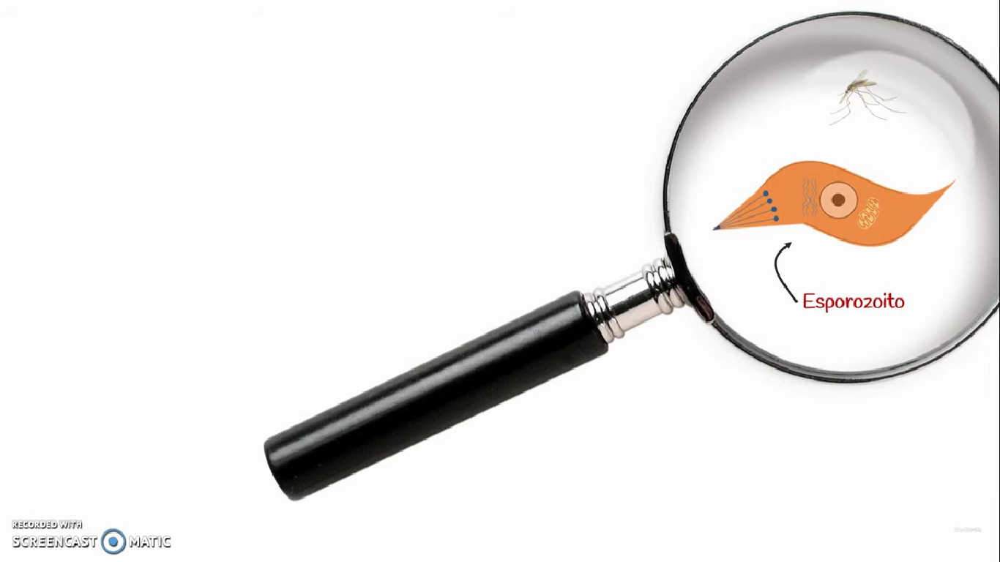 Esporozoito
RECORDED WITH
SCREENCAST MATIC